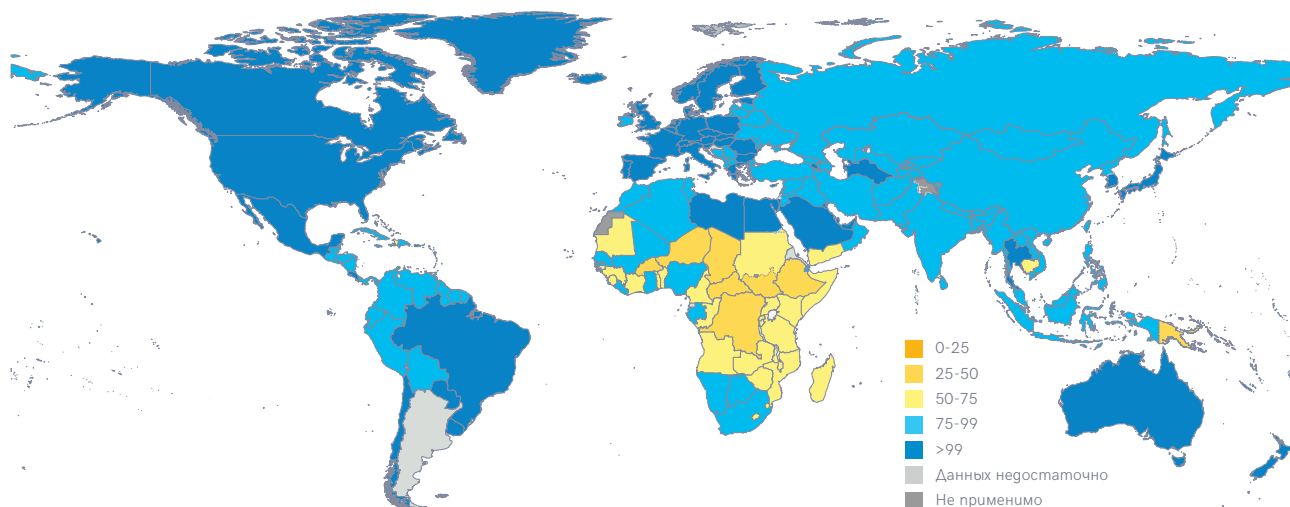 0-25
25-50
50-75
75-99
>99
Данных недостаточно
Не применимо